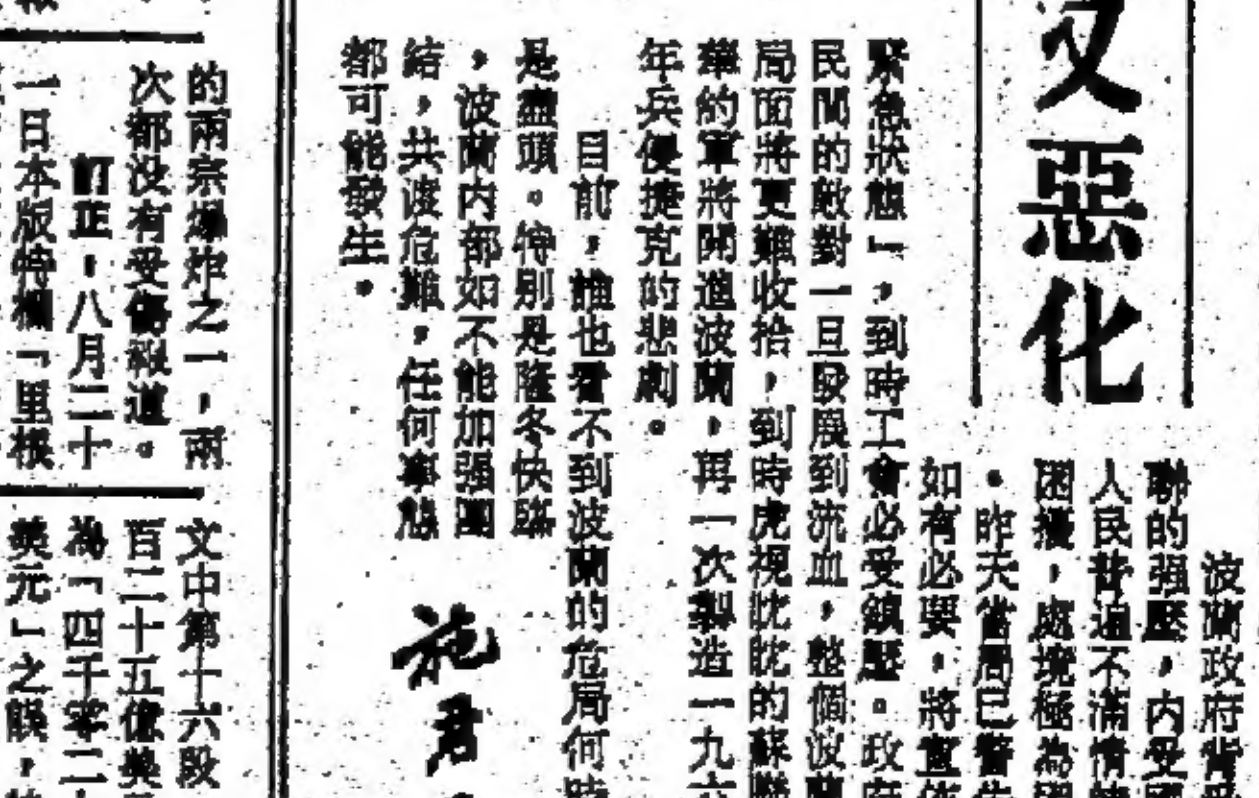 又惡化
波蘭政府背
聯的强壓，内受
人民普遍不滿情
困擾，處境極為
。昨天當局已警告
如有必要，將宣佈
緊急狀態」，到時工會必受鎮壓。政府
民間的敵對一旦發展到流血，整個波蘭
局面將更難收拾，到時虎視眈眈的蘇聯
華約軍將開進波蘭，再一次製造一九六
年兵侵捷克的悲劇。
目前，誰也看不到波蘭的危局何時
是盡頭。特別是隆冬快臨
，波蘭内部如不能加强團
結，共渡危難，任何事態
都可能發生。
施君
的兩宗爆炸之一，兩
次都沒有受傷報道。
訂正：八月二十
一日本版特欄「里根
文中第十六段
百二十五億美
為「四千零二
美元」之誤，